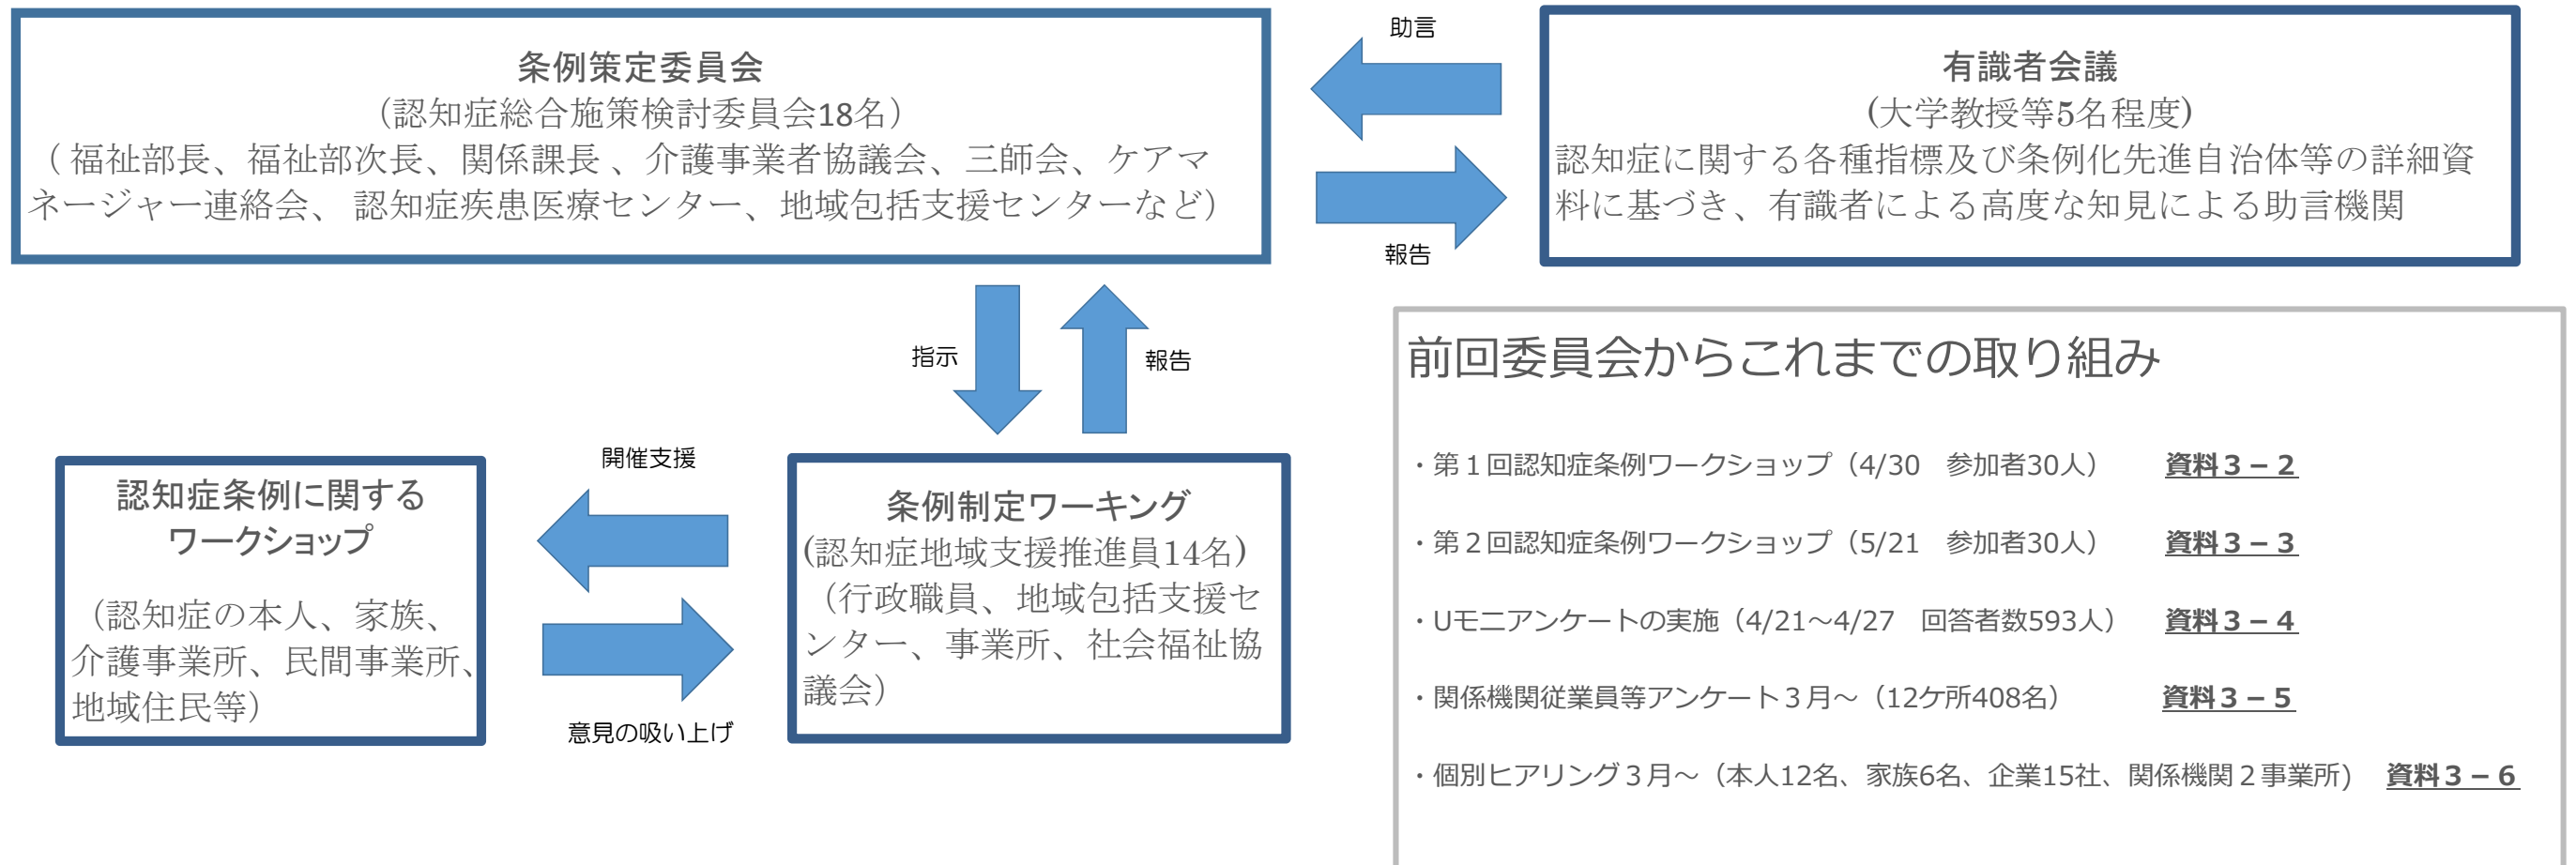 条例策定委員会
（認知症総合施策検討委員会18名）
（ 福祉部長、福祉部次長、関係課長 、介護事業者協議会、三師会、ケアマ
ネージャー連絡会、 認知症疾患医療センター、地域包括支援センターなど）
助言
報告
有識者会議
(大学教授等5名程度)
認知症に関する各種指標及び条例化先進自治体等の詳細資
料に基づき、有識者による高度な知見による助言機関
指示
報告
認知症条例に関する
ワークショップ
（認知症の本人、家族、
介護事業所、民間事業所、
地域住民等）
開催支援
意見の吸い上げ
条例制定ワーキング
(認知症地域支援推進員14名)
（行政職員、地域包括支援セ
ンター、事業所、社会福祉協
議会）
前回委員会からこれまでの取り組み
・第１回認知症条例ワークショップ（4/30　参加者30人）　資料３－２
・第２回認知症条例ワークショップ（5/21　参加者30人）　資料３－３
・Uモニアンケートの実施（4/21～4/27　回答者数593人）　資料３－４
・関係機関従業員等アンケート３月～（12ケ所408名）　資料３－５
・個別ヒアリング３月～（本人12名、家族6名、企業15社、関係機関２事業所)　資料３－６